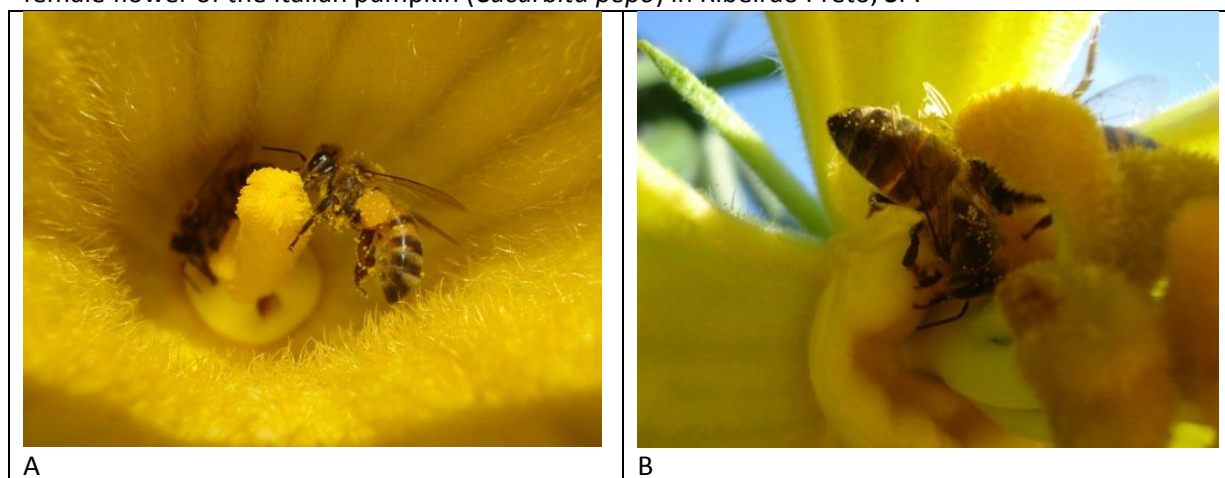 female flower of the Italian pumpkin (Cucurbita pepo) in Ribeirão Preto, SP.
A B